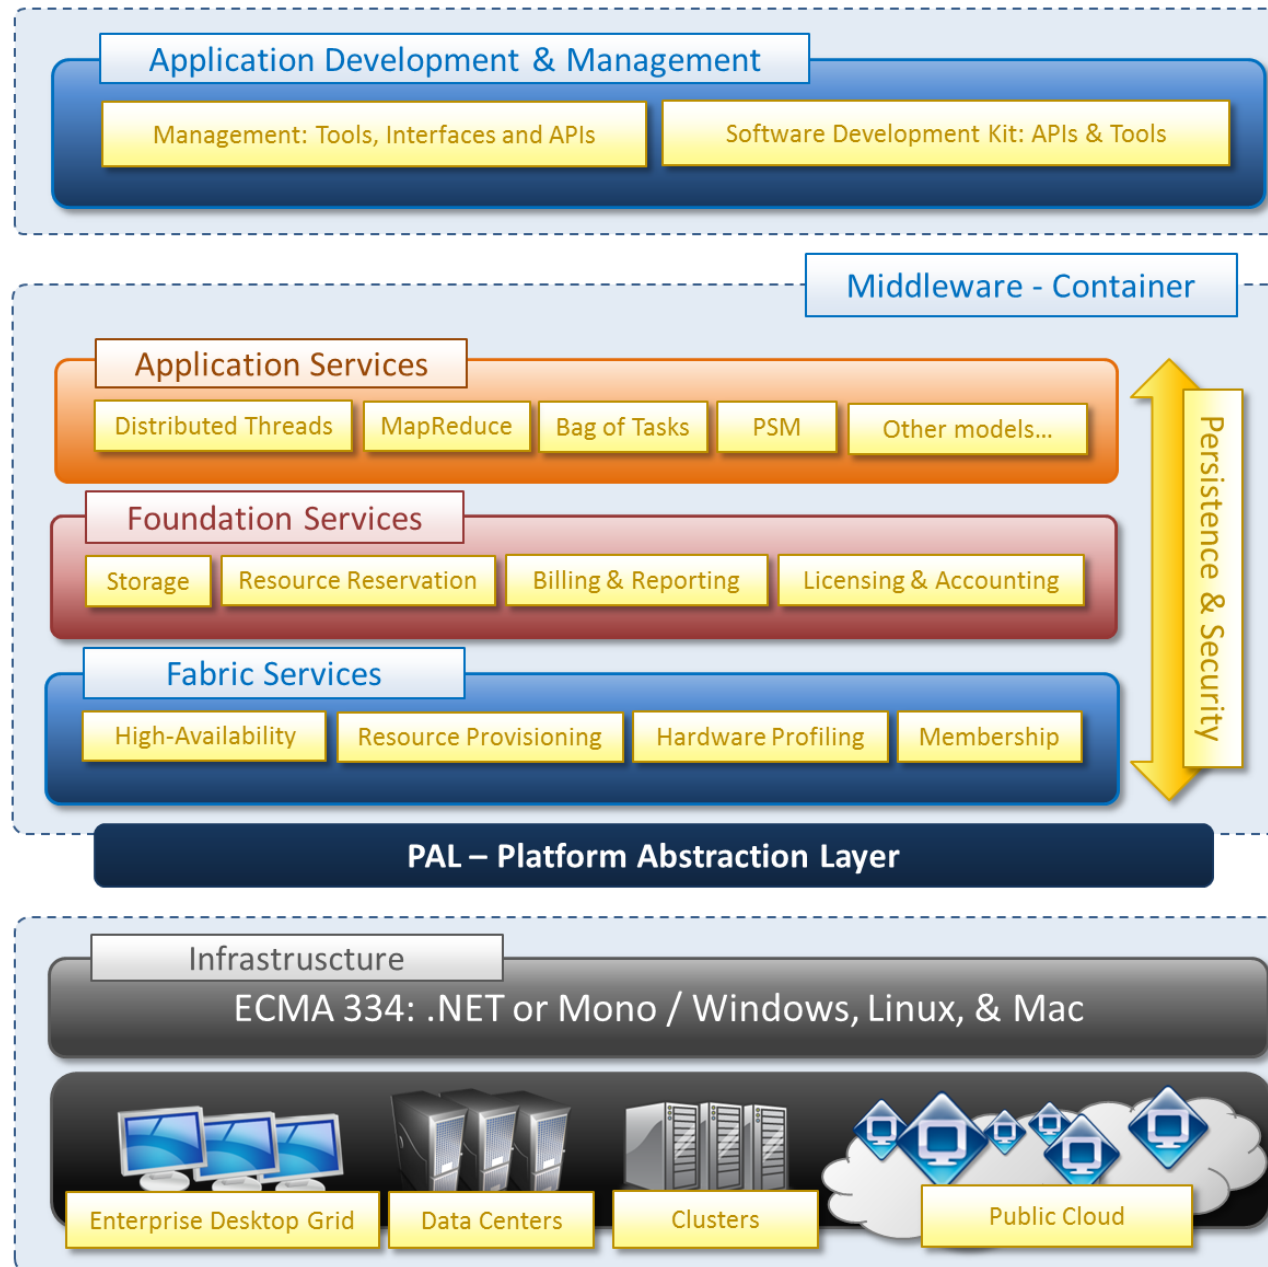 Application Development & Management
Management: Tools, Interfaces and APIs
Software Development Kit: APIs & Tools
Middleware - Container
Application Services
Distributed Threads
MapReduce
Bag of Tasks
PSM
Other models...
Persistence & Security
Foundation Services
Storage
Resource Reservation
Billing & Reporting
Licensing & Accounting
Fabric Services
High-Availability
Resource Provisioning
Hardware Profiling
Membership
PAL – Platform Abstraction Layer
Infrastruscture
ECMA 334: .NET or Mono / Windows, Linux, & Mac
Enterprise Desktop Grid
Data Centers
Clusters
Public Cloud